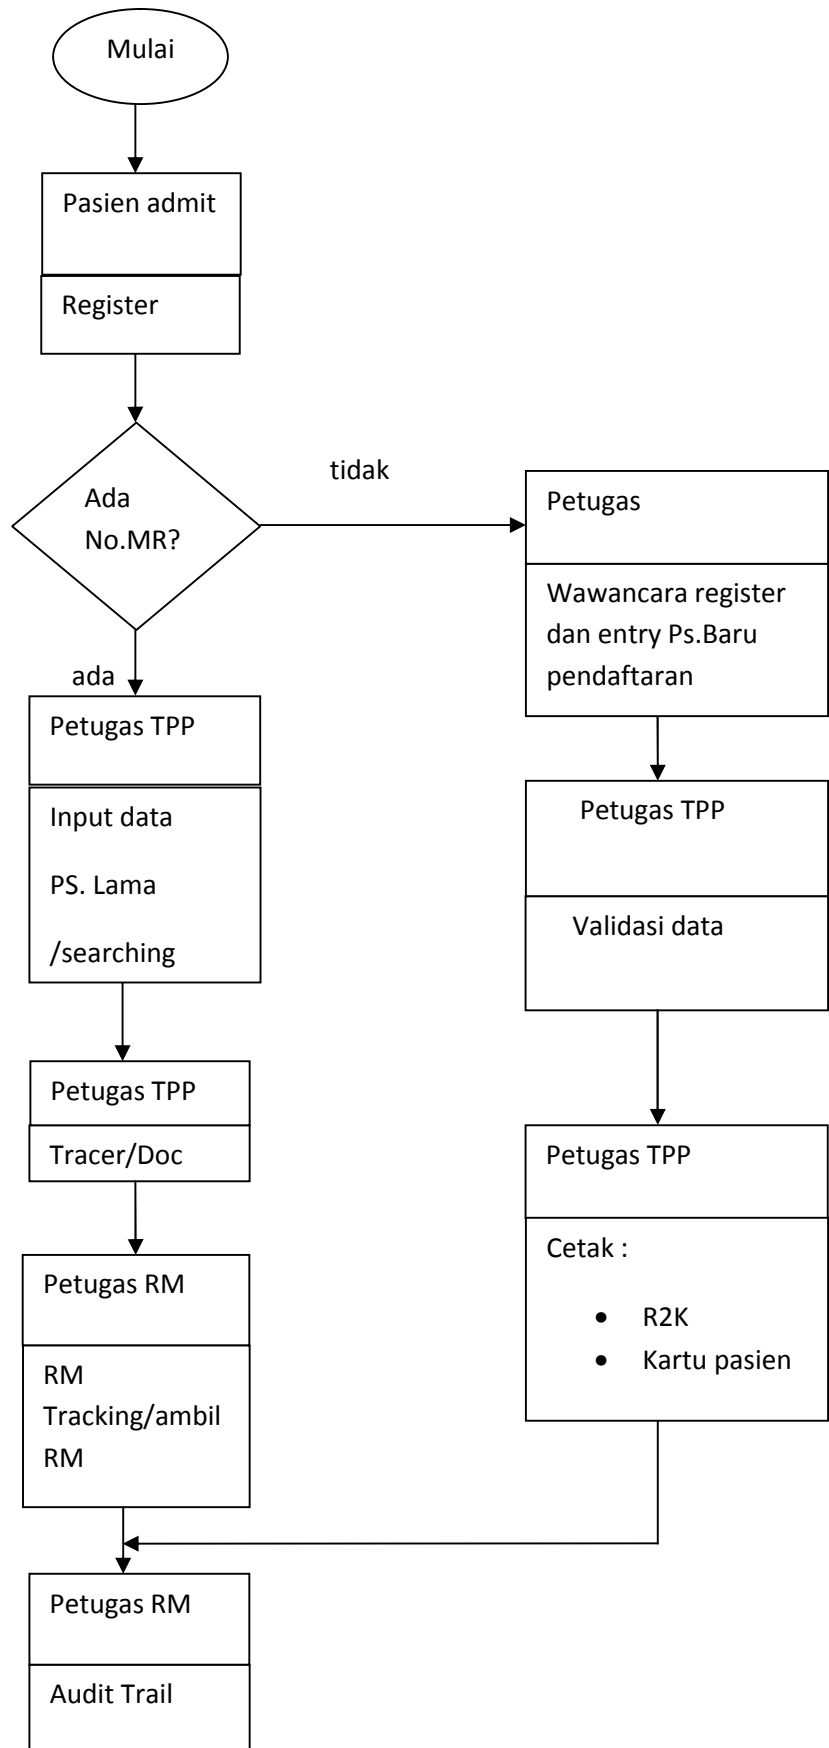 Mulai
Pasien admit
Register
Ada
No.MR?
tidak
ada
Petugas
Wawancara register
dan entry Ps.Baru
pendaftaran
Petugas TPP
Validasi data
Petugas TPP
Cetak :
• R2K
• Kartu pasien
Petugas TPP
Input data
PS. Lama
/searching
Petugas TPP
Tracer/Doc
Petugas RM
RM
Tracking/ambil
RM
Petugas RM
Audit Trail